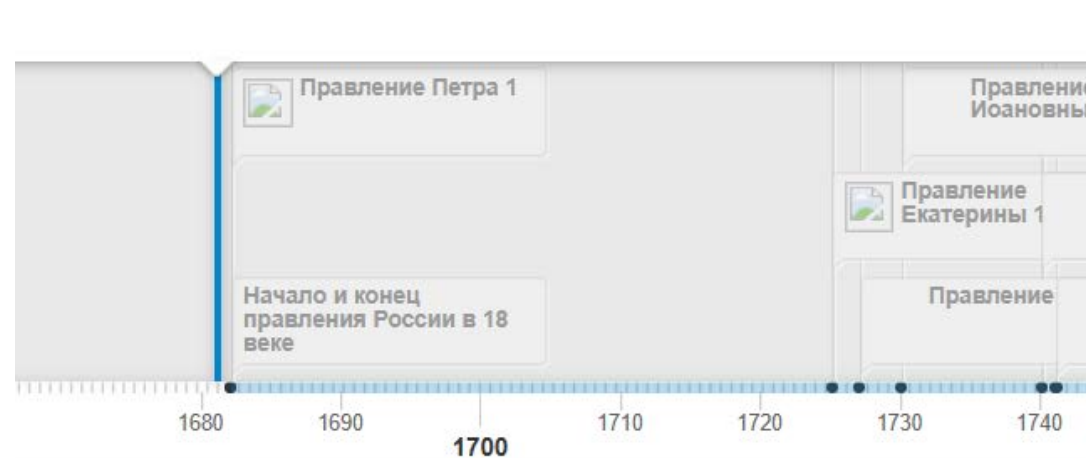 Правление Петра 1
Правление
Иоановны
Правление
Екатерины 1
Начало и конец
правления России в 18
веке
Правление
1680
1690
1700
1710
1720
1730
1740